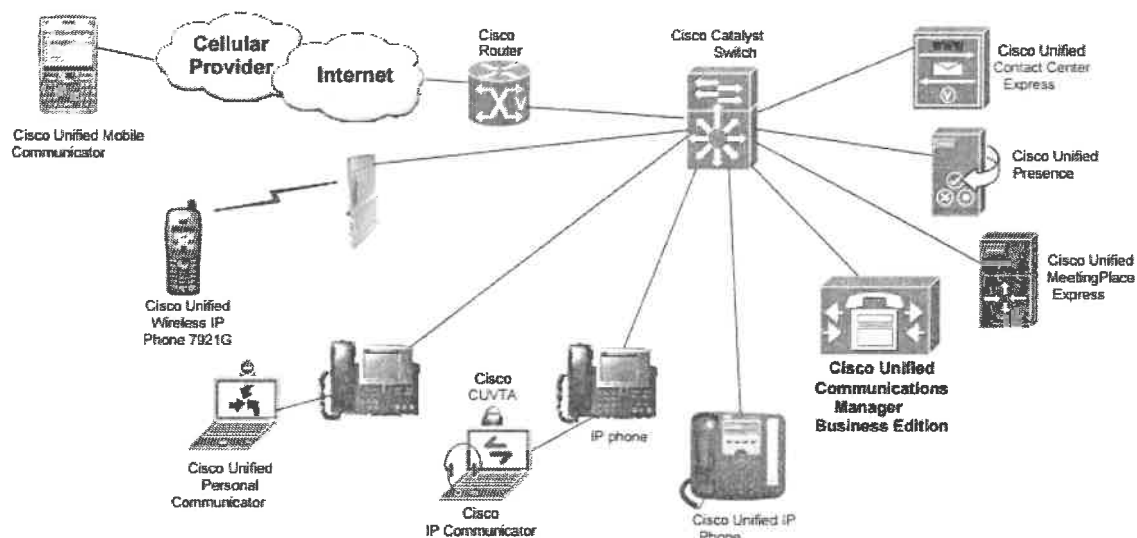 Cellular
Provider
Internet
Cisco
Router
Cisco Catalyst
Switch
WWW
V
Cisco Unified
Contact Center
Express
Cisco Unified Mobile
Communicator
V
Cisco Unified
Presence
Cisco Unified
Wireless IP
Phone 7921G
Cisco Unified
MeetingPlace
Express
Cisco Unified
Communications
Manager
Business Edition
Cisco
CUVTA
IP phone
Cisco Unified
Personal
Communicator
Cisco
IP Communicator
Cisco Unified IP
Phone